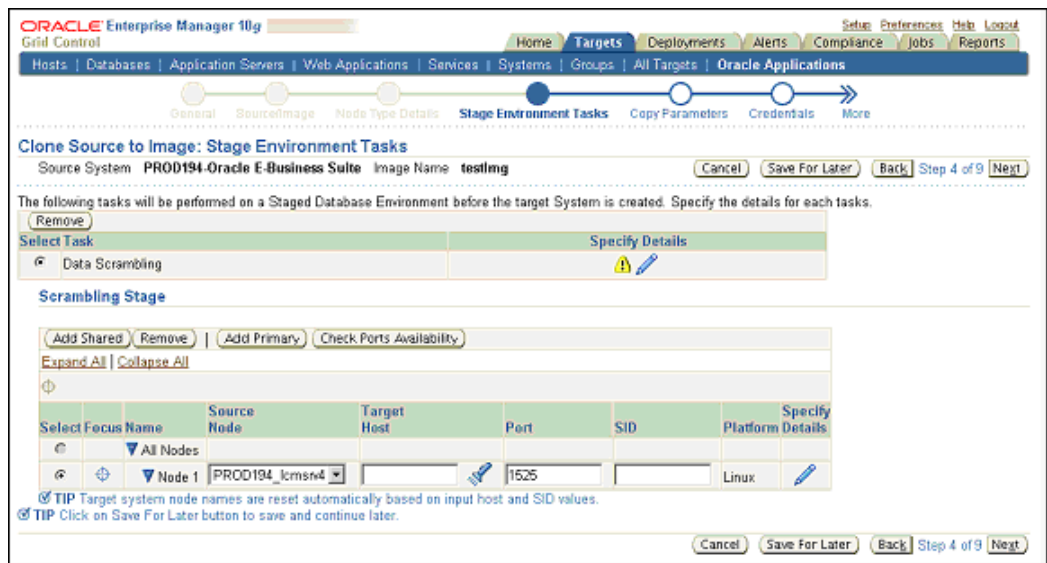 ORACLE Enterprise Manager 10g
Grid Control
Setup Preferences Help Logout
Home Targets Deployments Alerts Compliance Jobs Reports
Hosts | Databases | Application Servers | Web Applications | Services | Systems | Groups | All Targets | Oracle Applications
General Source/Image Node Type Details Stage Environment Tasks Copy Parameters Credentials More
Clone Source to Image: Stage Environment Tasks
Source System PROD194-Oracle E-Business Suite Image Name testImg
Cancel Save For Later Back Step 4 of 9 Next
The following tasks will be performed on a Staged Database Environment before the target System is created. Specify the details for each tasks.
Remove
Select Task Specify Details
Data Scrambling
Scrambling Stage
Add Shared Remove | Add Primary Check Ports Availability
Expand All | Collapse All
Select Focus Name Source Node Target Host Port SID Platform Specify Details
All Nodes
Node 1 PROD194_lcmsrv4 1525 Linux
TIP Target system node names are reset automatically based on input host and SID values.
TIP Click on Save For Later button to save and continue later.
Cancel Save For Later Back Step 4 of 9 Next